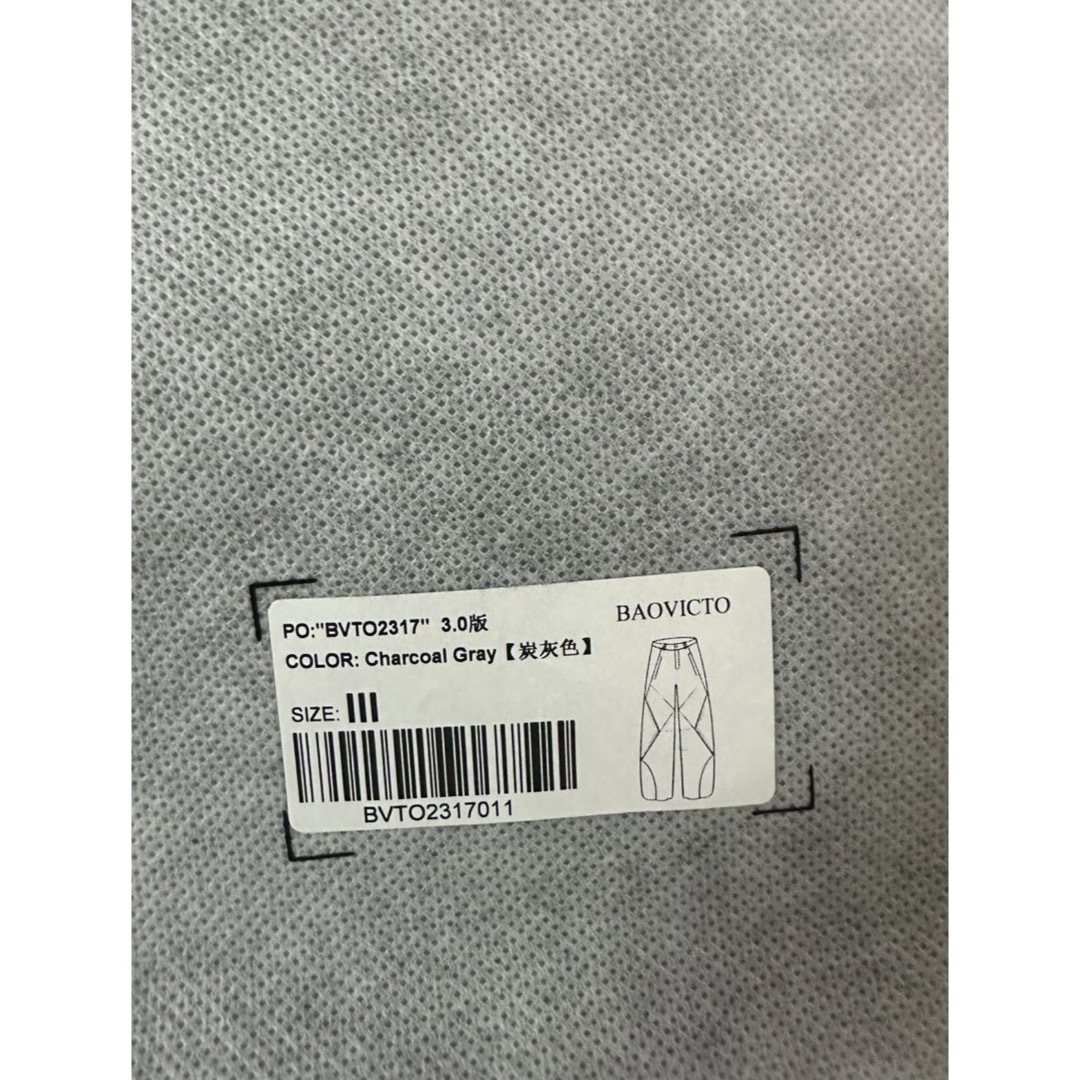 BAOVICTO
PO:"BVTO2317" 3.0版
COLOR: Charcoal Gray【炭灰色】
SIZE: III
BVTO2317011